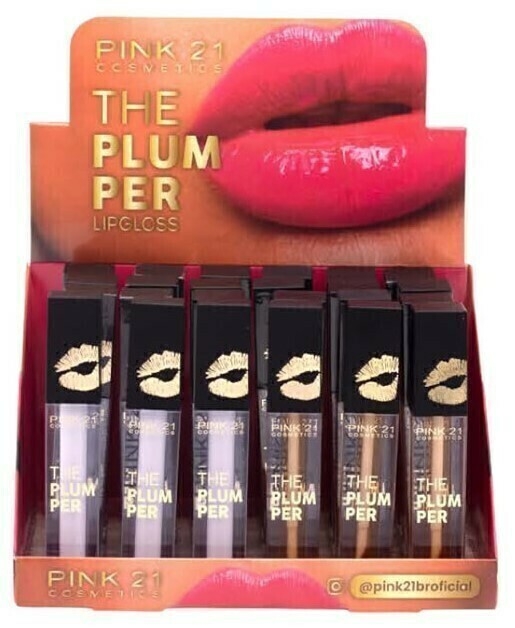 PINK 21
COSMETICS
THE
PLUM
PER
LIPGLOSS
PINK 21
COSMETICS
THE
PLUM
PER
PINK 21
COSMETICS
THE
PLUM
PER
PINK 21
COSMETICS
THE
PLUM
PER
PINK 21
COSMETICS
THE
PLUM
PER
PINK 21
COSMETICS
THE
PLUM
PER
PINK 21
COSMETICS
THE
PLUM
PER
PINK 21
COSMETICS
@pink21broficial